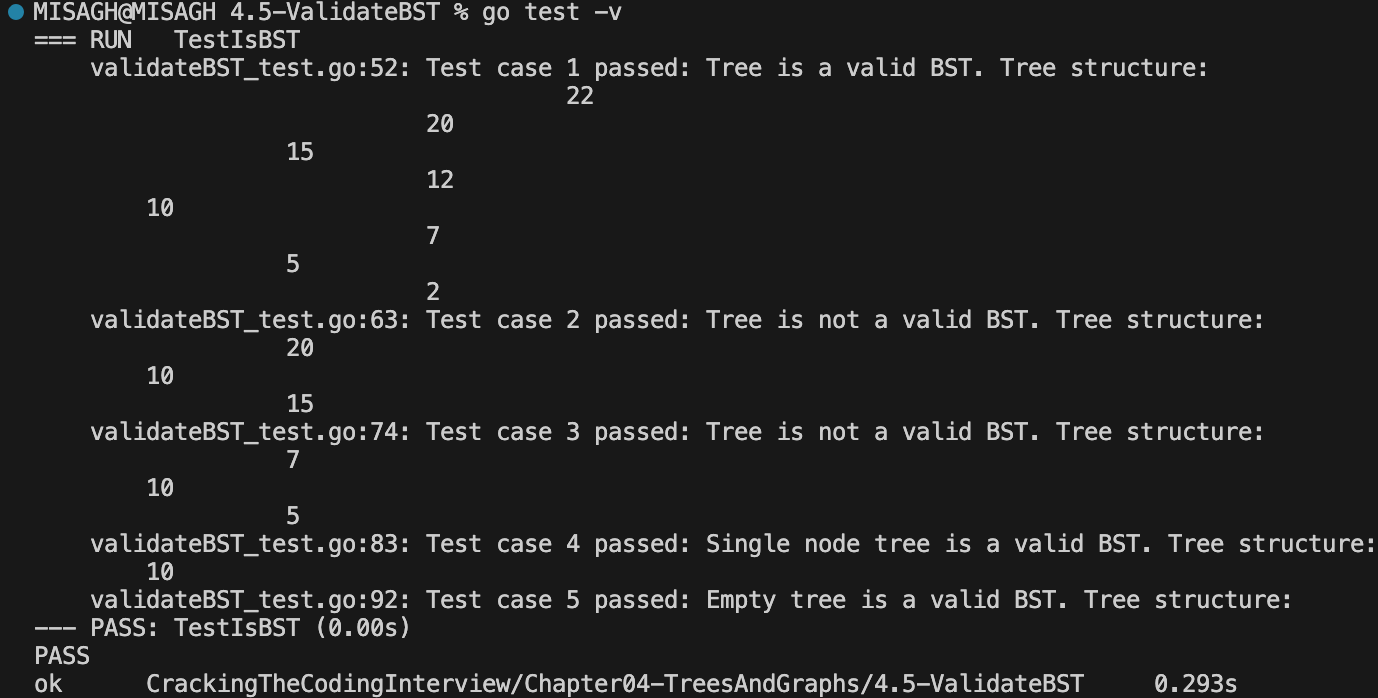 MISAGH@MISAGH 4.5-ValidateBST % go test -v
=== RUN   TestIsBST
    validateBST_test.go:52: Test case 1 passed: Tree is a valid BST. Tree structure:
                                      22
                            20
                  15
                            12
        10
                            7
                  5
                            2
    validateBST_test.go:63: Test case 2 passed: Tree is not a valid BST. Tree structure:
                  20
        10
                  15
    validateBST_test.go:74: Test case 3 passed: Tree is not a valid BST. Tree structure:
                  7
        10
                  5
    validateBST_test.go:83: Test case 4 passed: Single node tree is a valid BST. Tree structure:
        10
    validateBST_test.go:92: Test case 5 passed: Empty tree is a valid BST. Tree structure:
--- PASS: TestIsBST (0.00s)
PASS
ok      CrackingTheCodingInterview/Chapter04-TreesAndGraphs/4.5-ValidateBST     0.293s